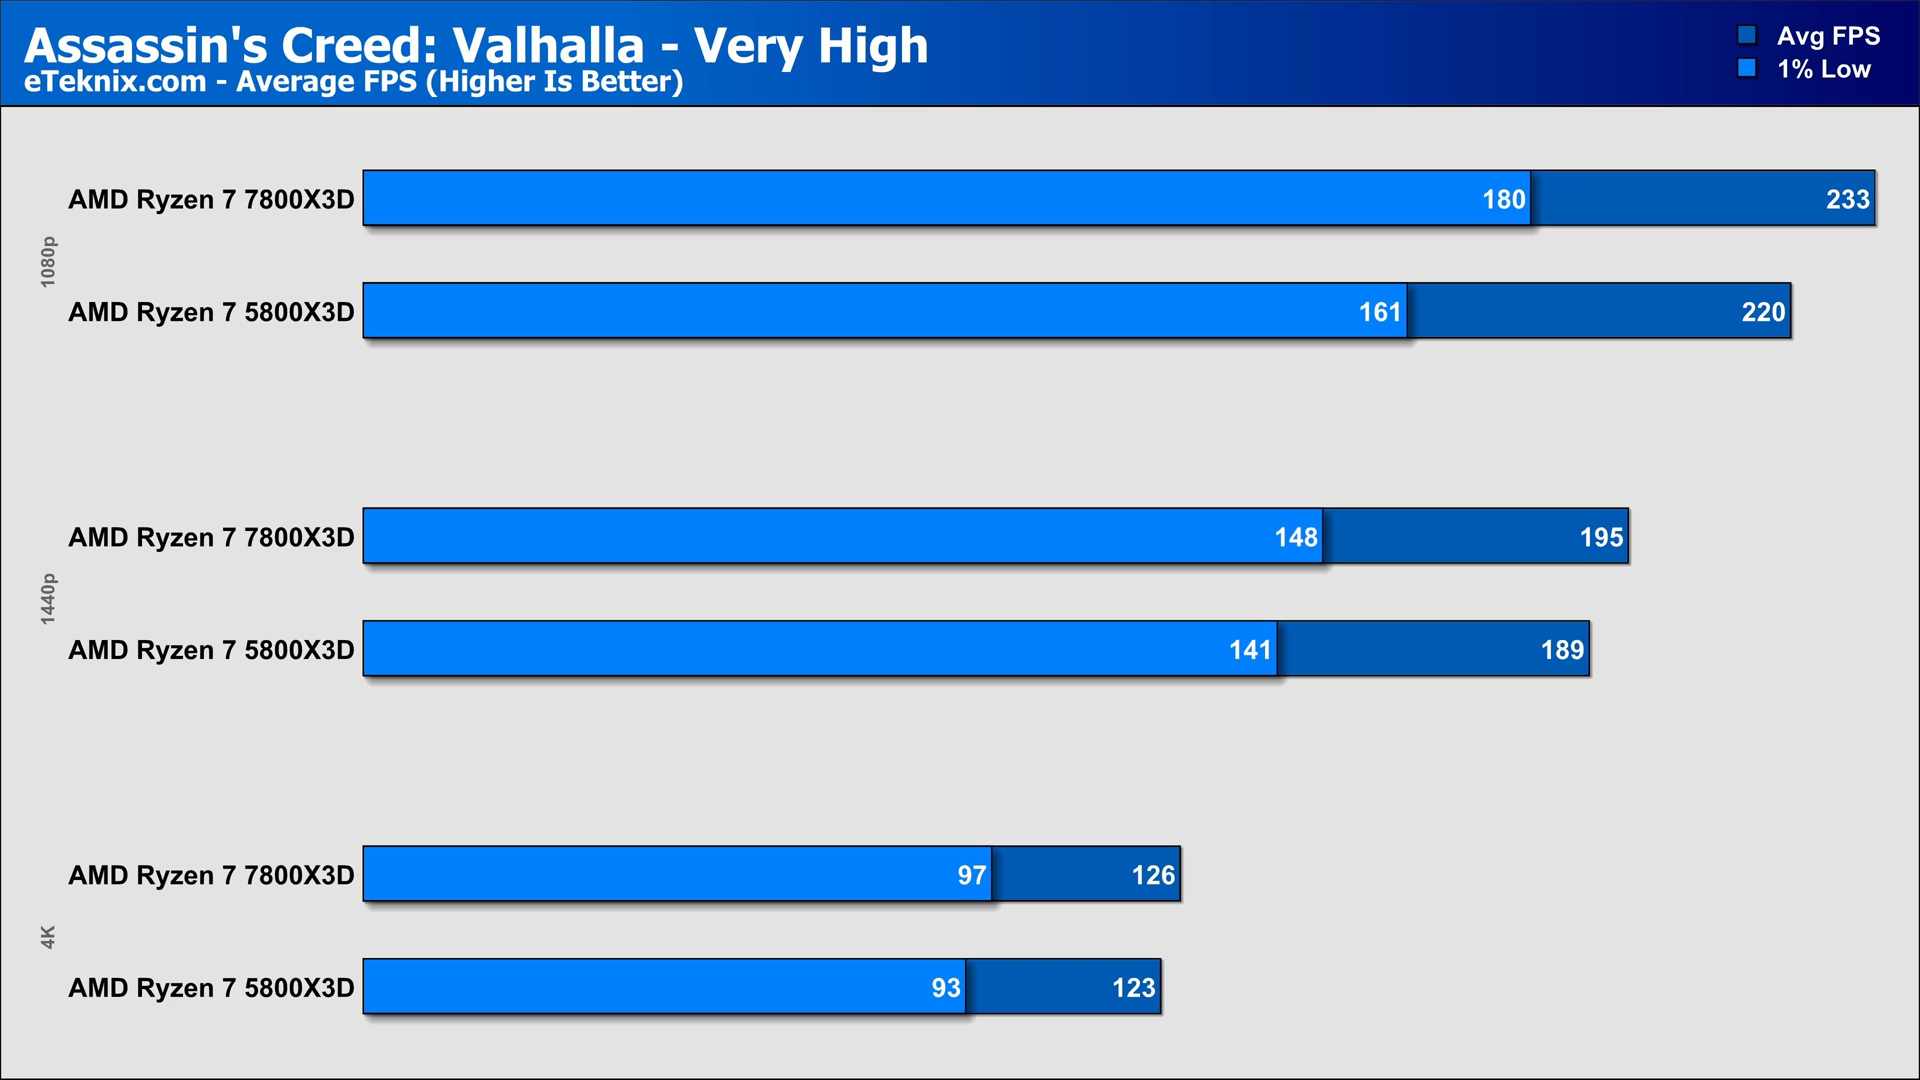 Assassin's Creed: Valhalla - Very High
eTeknix.com - Average FPS (Higher Is Better)
Avg FPS
1% Low
1080p
AMD Ryzen 7 7800X3D 180 233
AMD Ryzen 7 5800X3D 161 220
1440p
AMD Ryzen 7 7800X3D 148 195
AMD Ryzen 7 5800X3D 141 189
4K
AMD Ryzen 7 7800X3D 97 126
AMD Ryzen 7 5800X3D 93 123